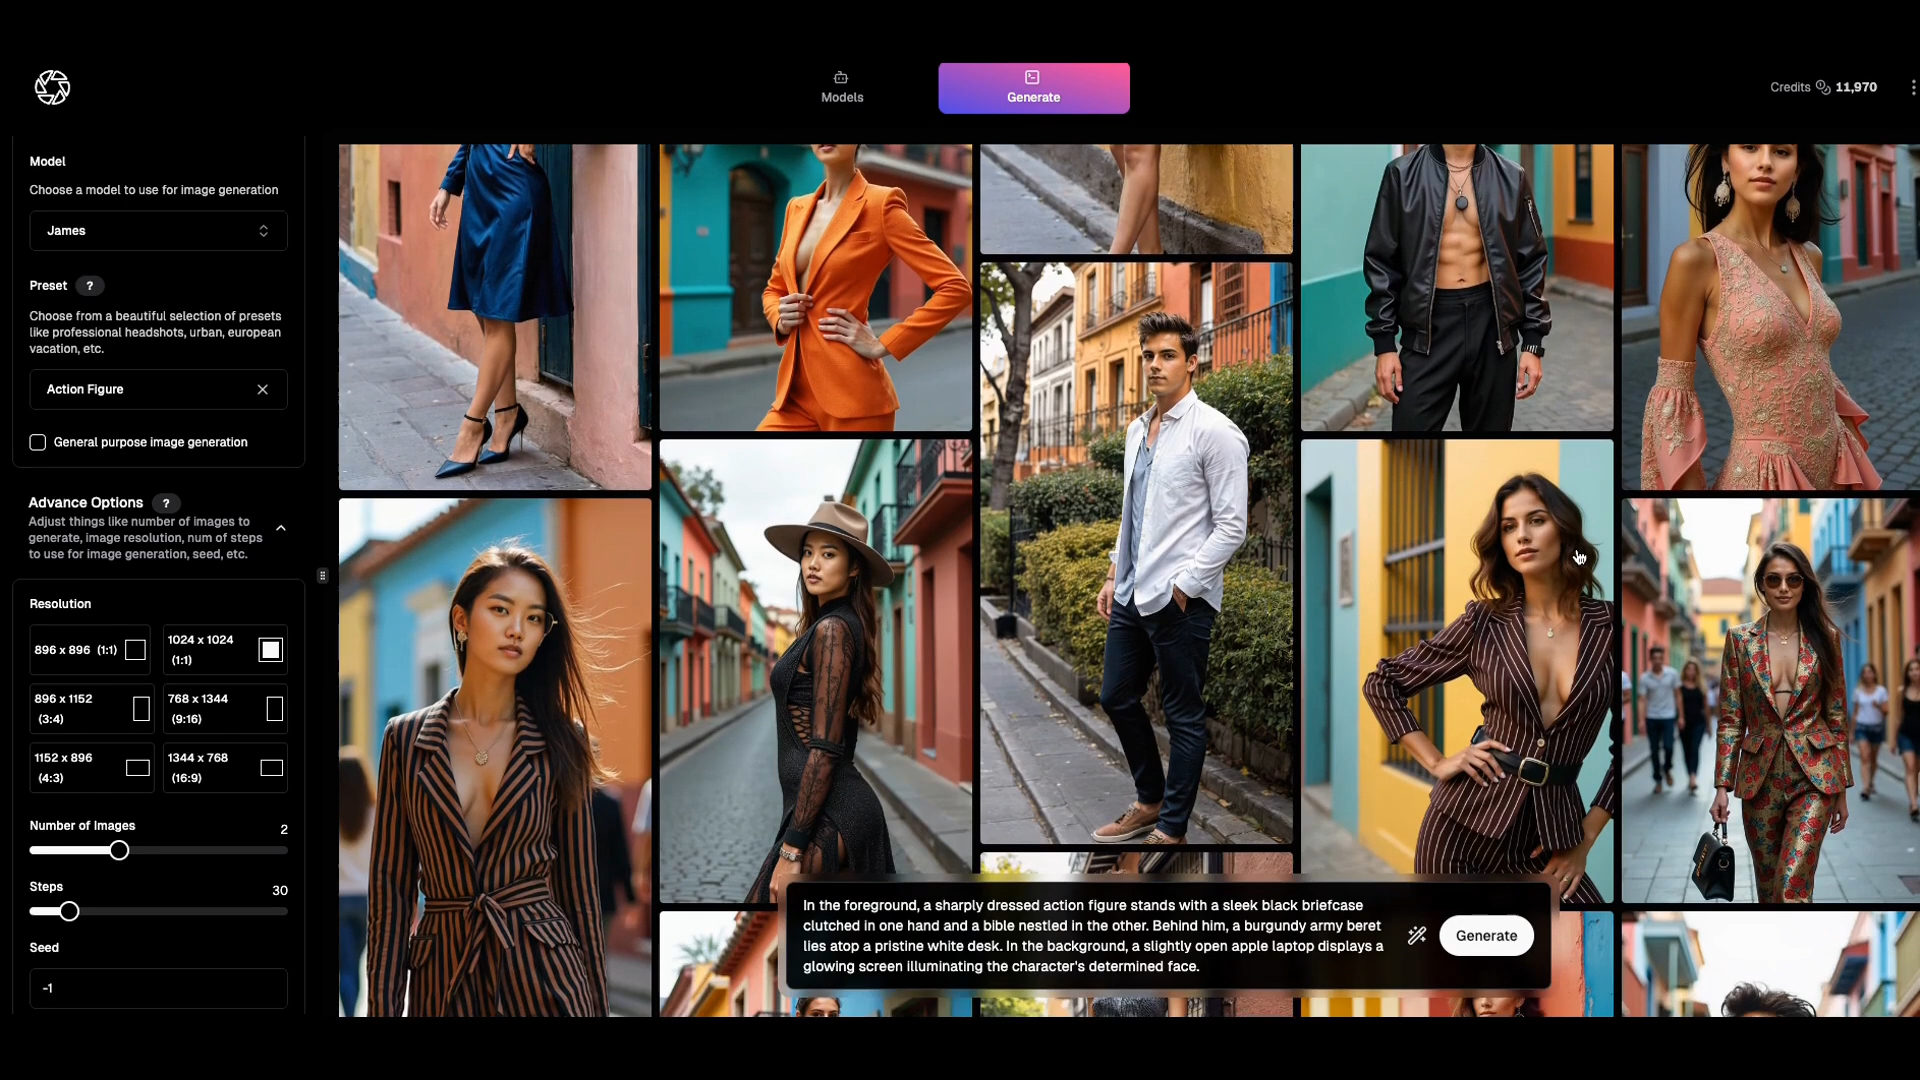 Models
Generate
Credits 11,970
Model
Choose a model to use for image generation
James
Preset ?
Choose from a beautiful selection of presets
like professional headshots, urban, european
vacation, etc.
Action Figure
General purpose image generation
Advance Options ?
Adjust things like number of images to
generate, image resolution, num of steps
to use for image generation, seed, etc.
Resolution
896 x 896 (1:1)
1024 x 1024
(1:1)
896 x 1152
(3:4)
768 x 1344
(9:16)
1152 x 896
(4:3)
1344 x 768
(16:9)
Number of Images 2
Steps 30
Seed
-1
In the foreground, a sharply dressed action figure stands with a sleek black briefcase
clutched in one hand and a bible nestled in the other. Behind him, a burgundy army beret
lies atop a pristine white desk. In the background, a slightly open apple laptop displays a
glowing screen illuminating the character's determined face.
Generate